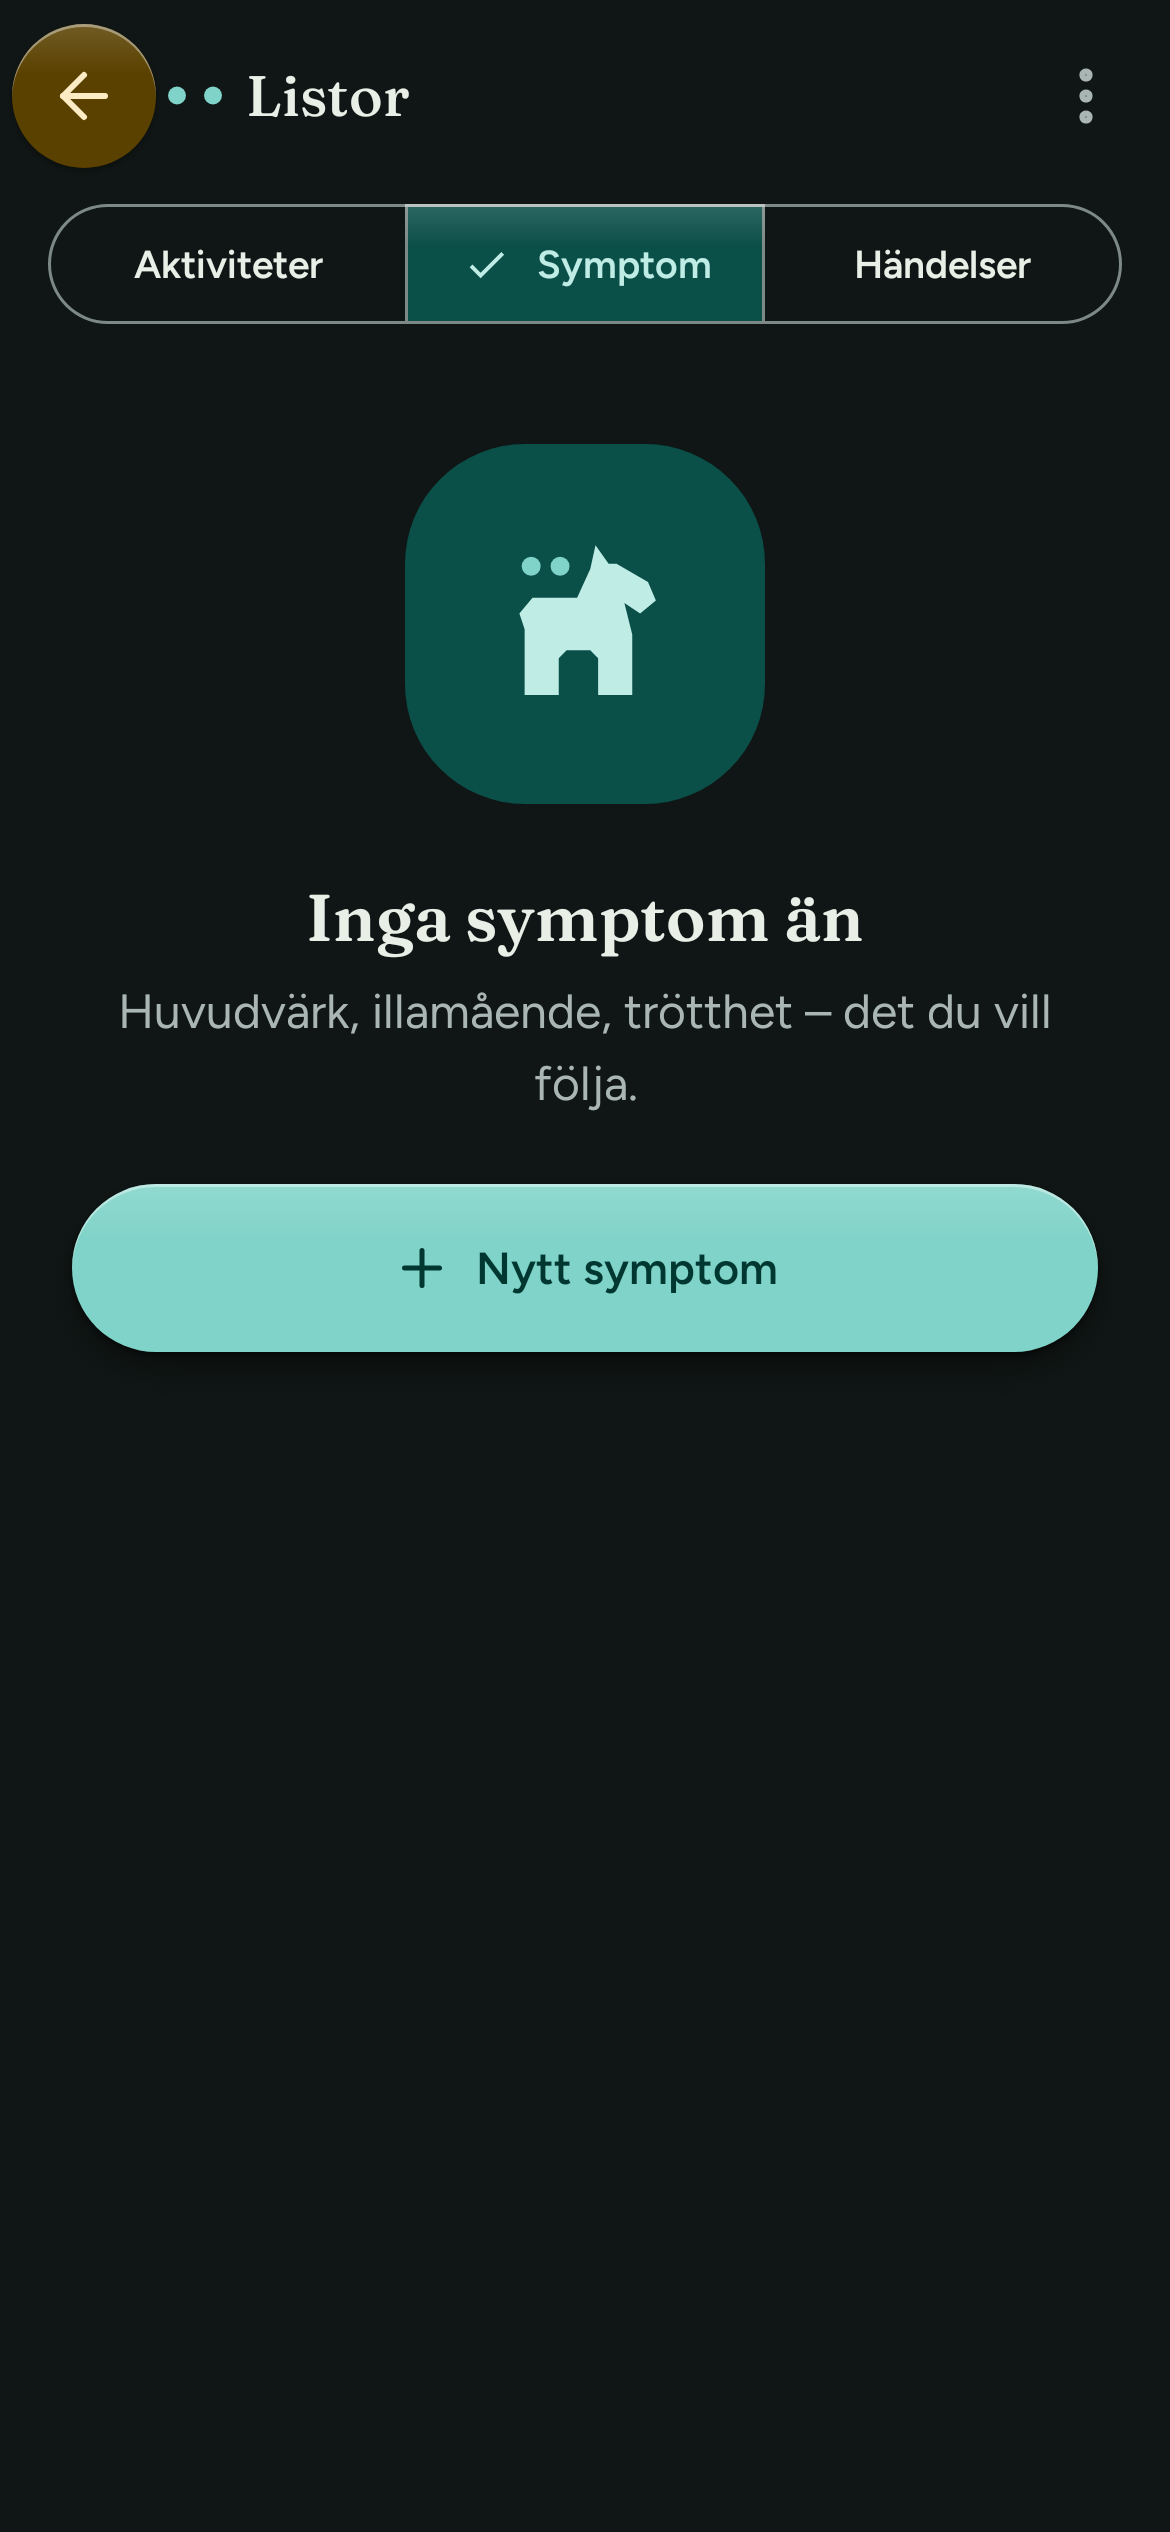 Listor
Aktiviteter
Symptom
Händelser
Inga symptom än
Huvudvärk, illamående, trötthet – det du vill
följa.
Nytt symptom